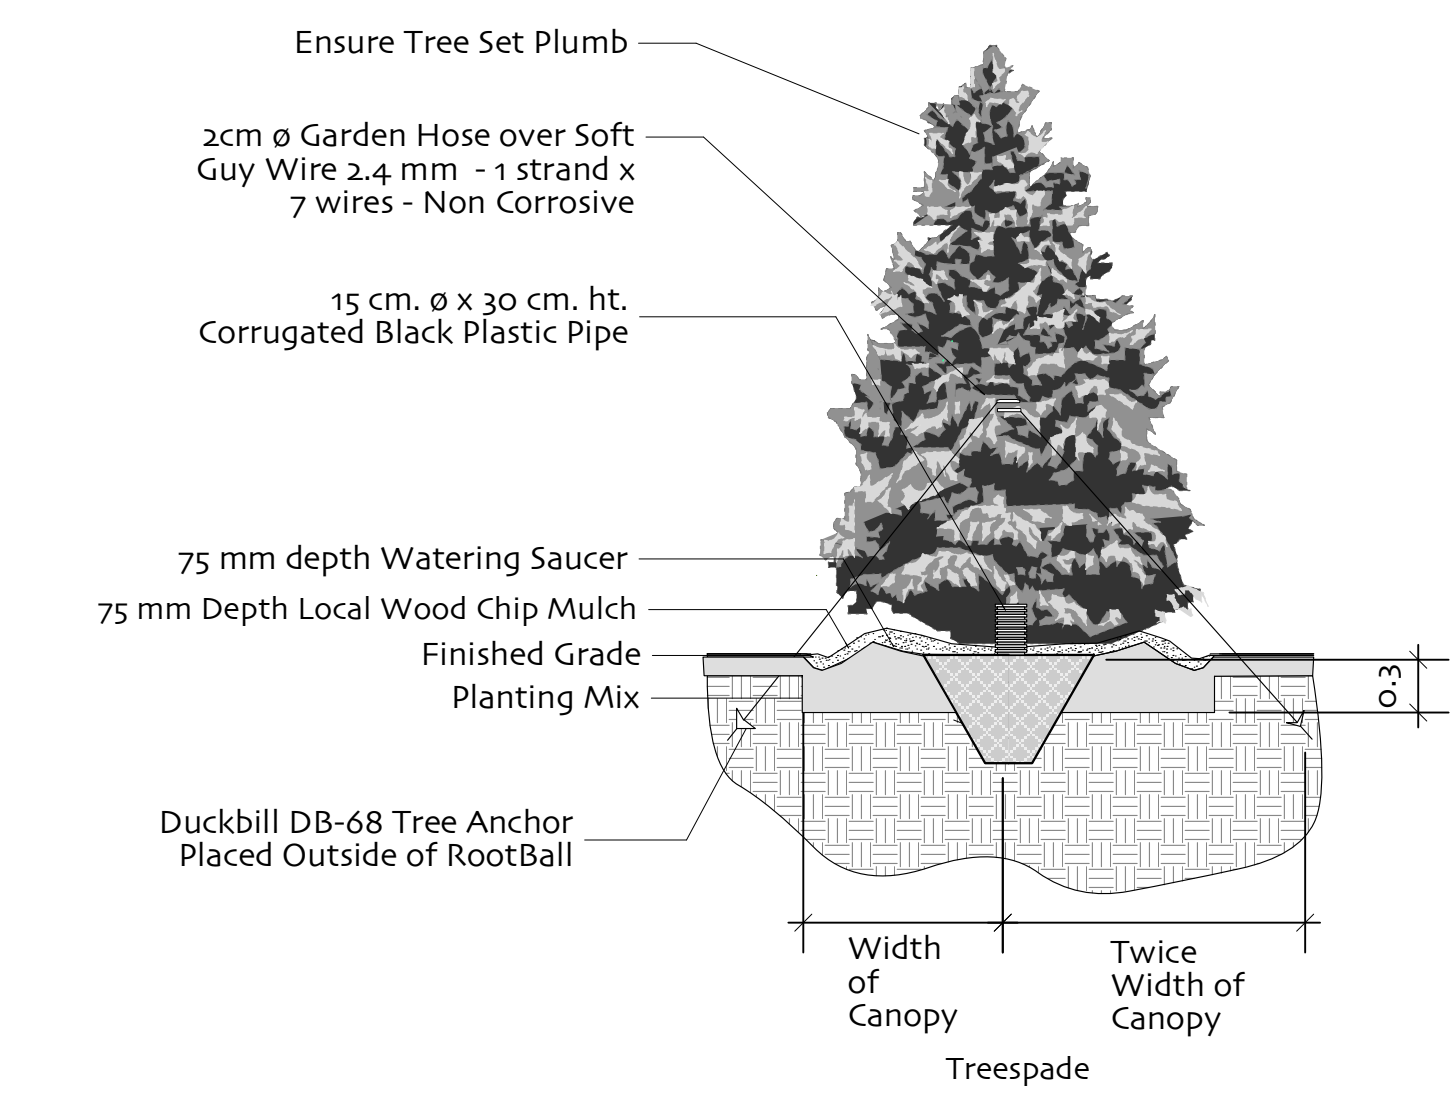 Ensure Tree Set Plumb
2cm ø Garden Hose over Soft
Guy Wire 2.4 mm - 1 strand x
7 wires - Non Corrosive
15 cm. ø x 30 cm. ht.
Corrugated Black Plastic Pipe
75 mm depth Watering Saucer
75 mm Depth Local Wood Chip Mulch
Finished Grade
Planting Mix
0.3
Duckbill DB-68 Tree Anchor
Placed Outside of RootBall
Width
of
Canopy
Twice
Width of
Canopy
Treespade